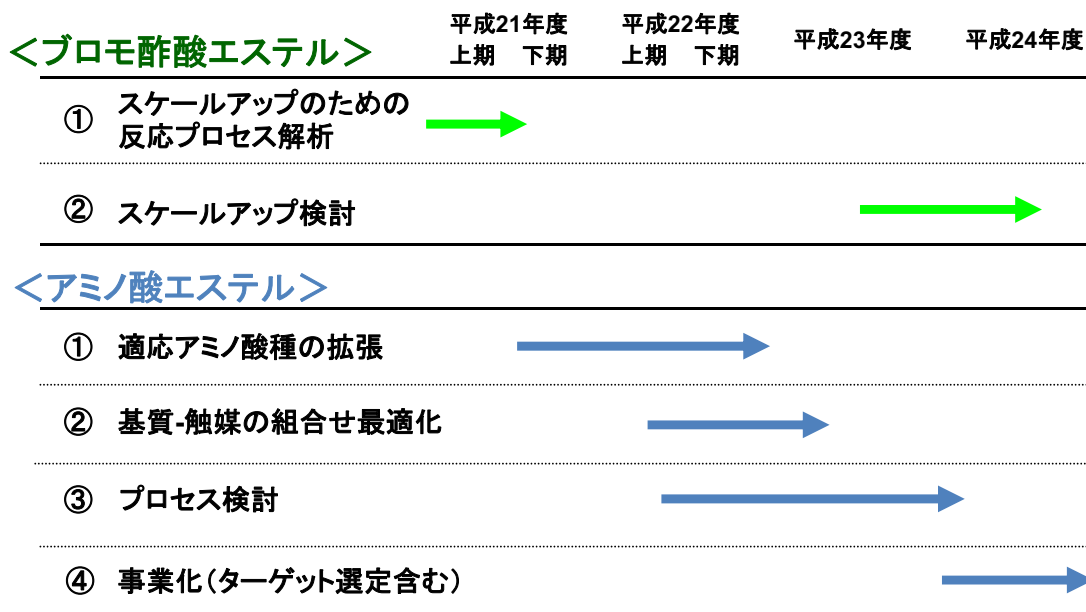 平成21年度 平成22年度 平成23年度 平成24年度
＜ブロモ酢酸エステル＞ 上期 下期 上期 下期
① スケールアップのための
反応プロセス解析
② スケールアップ検討
＜アミノ酸エステル＞
① 適応アミノ酸種の拡張
② 基質-触媒の組合せ最適化
③ プロセス検討
④ 事業化（ターゲット選定含む）